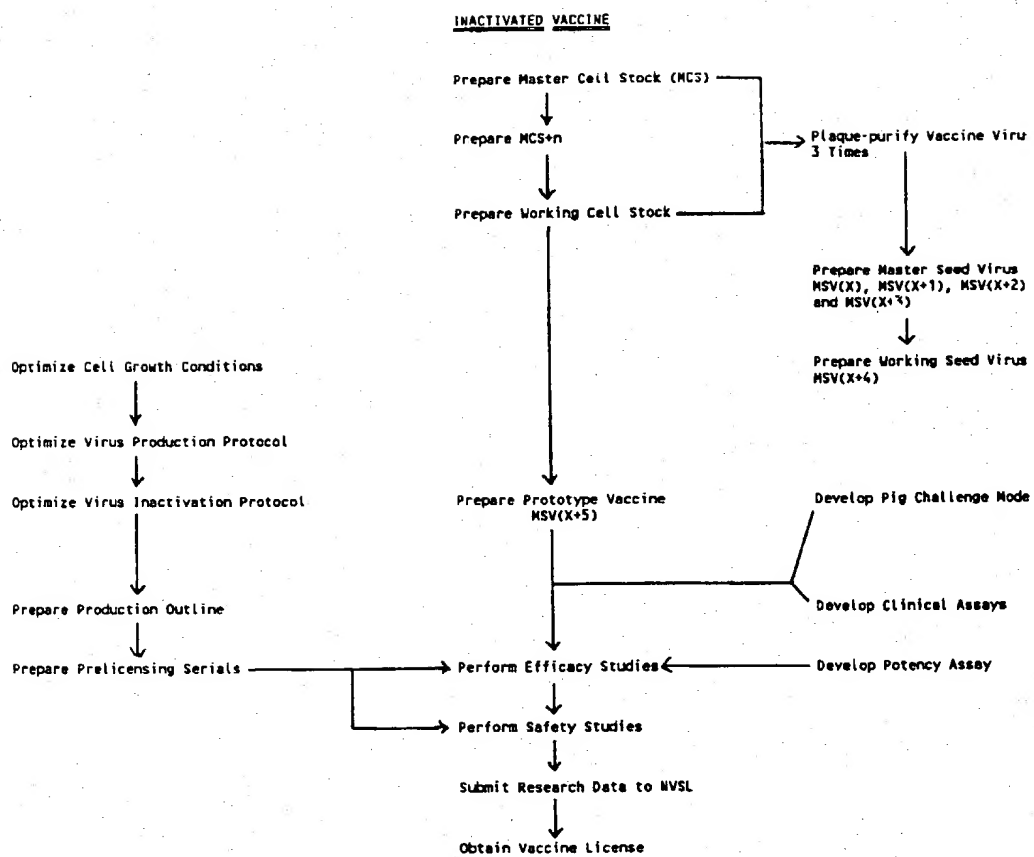 INACTIVATED VACCINE
Prepare Master Cell Stock (MCS)
Prepare MCS+n
Plaque-purify Vaccine Viru
3 Times
Prepare Working Cell Stock
Prepare Master Seed Virus
MSV(X), MSV(X+1), MSV(X+2)
and MSV(X+3)
Prepare Working Seed Virus
MSV(X+4)
Optimize Cell Growth Conditions
Optimize Virus Production Protocol
Optimize Virus Inactivation Protocol
Prepare Prototype Vaccine
MSV(X+5)
Develop Pig Challenge Mode
Develop Clinical Assays
Prepare Production Outline
Prepare Prelicensing Serials
Perform Efficacy Studies
Develop Potency Assay
Perform Safety Studies
Submit Research Data to NVSL
Obtain Vaccine License